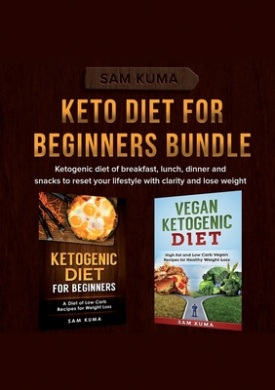 SAM KUMA
KETO DIET FOR
BEGINNERS BUNDLE
Ketogenic diet of breakfast, lunch, dinner and
snacks to reset your lifestyle with clarity and lose weight
KETOGENIC
DIET
FOR BEGINNERS
A Diet of Low Carb
Recipes for Weight Loss
SAM KUMA
VEGAN
KETOGENIC
DIET
High Fat and Low Carb Vegan
Recipes for Healthy Weight Loss
SAM KUMA